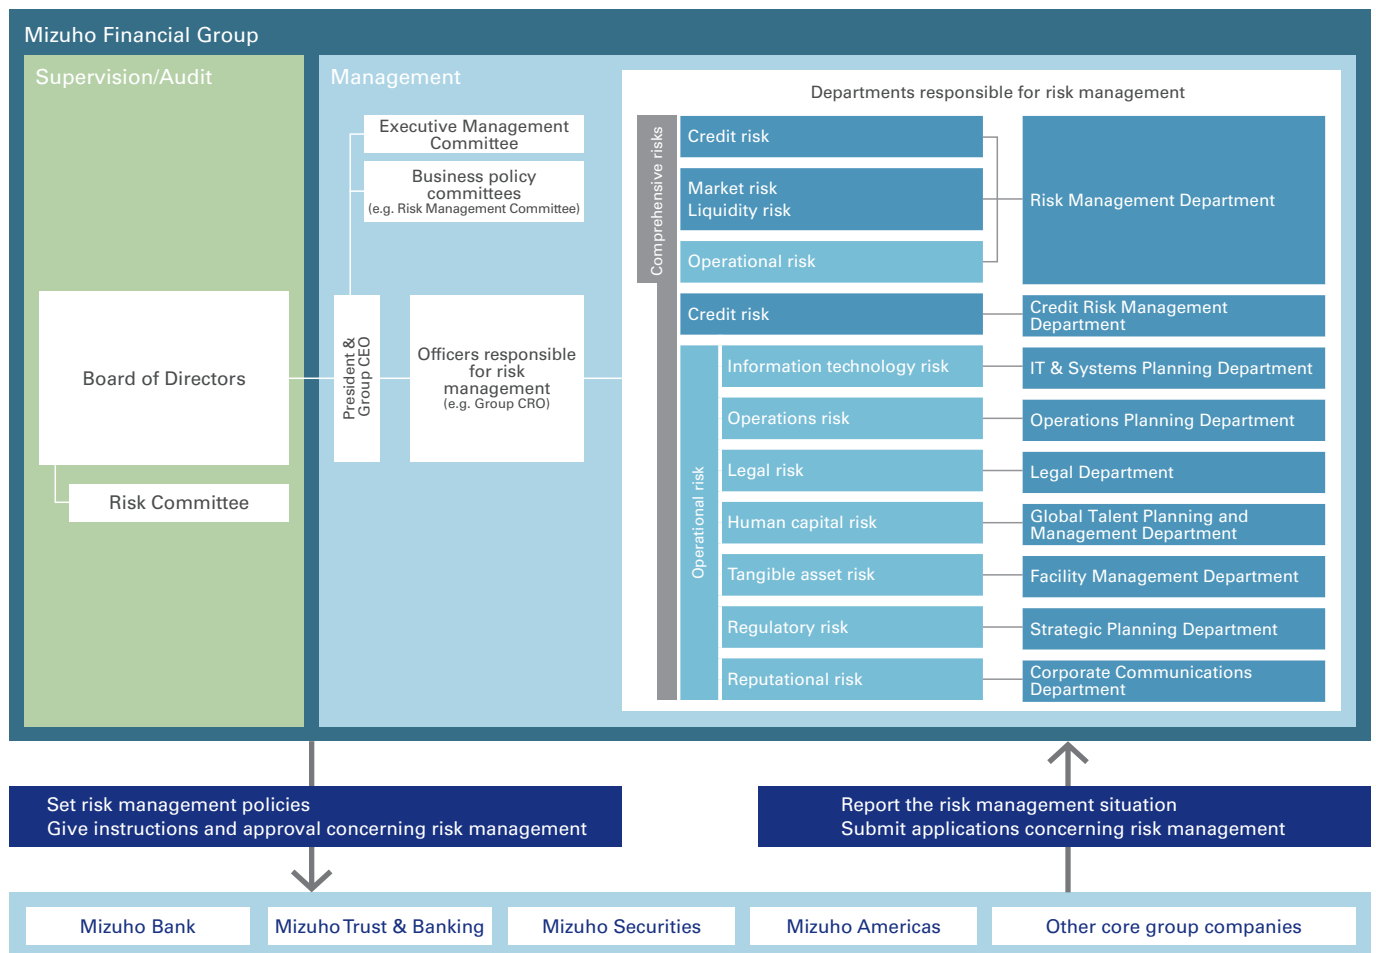 Mizuho Financial Group
Supervision/Audit
Board of Directors
Risk Committee
Management
Executive Management
Committee
Business policy
committees
(e.g. Risk Management Committee)
President &
Group CEO
Officers responsible
for risk
management
(e.g. Group CRO)
Departments responsible for risk management
Comprehensive risks
Credit risk
Market risk
Liquidity risk
Operational risk
Risk Management Department
Credit risk
Credit Risk Management
Department
Operational risk
Information technology risk
IT & Systems Planning Department
Operations risk
Operations Planning Department
Legal risk
Legal Department
Human capital risk
Global Talent Planning and
Management Department
Tangible asset risk
Facility Management Department
Regulatory risk
Strategic Planning Department
Reputational risk
Corporate Communications
Department
Set risk management policies
Give instructions and approval concerning risk management
Report the risk management situation
Submit applications concerning risk management
Mizuho Bank
Mizuho Trust & Banking
Mizuho Securities
Mizuho Americas
Other core group companies